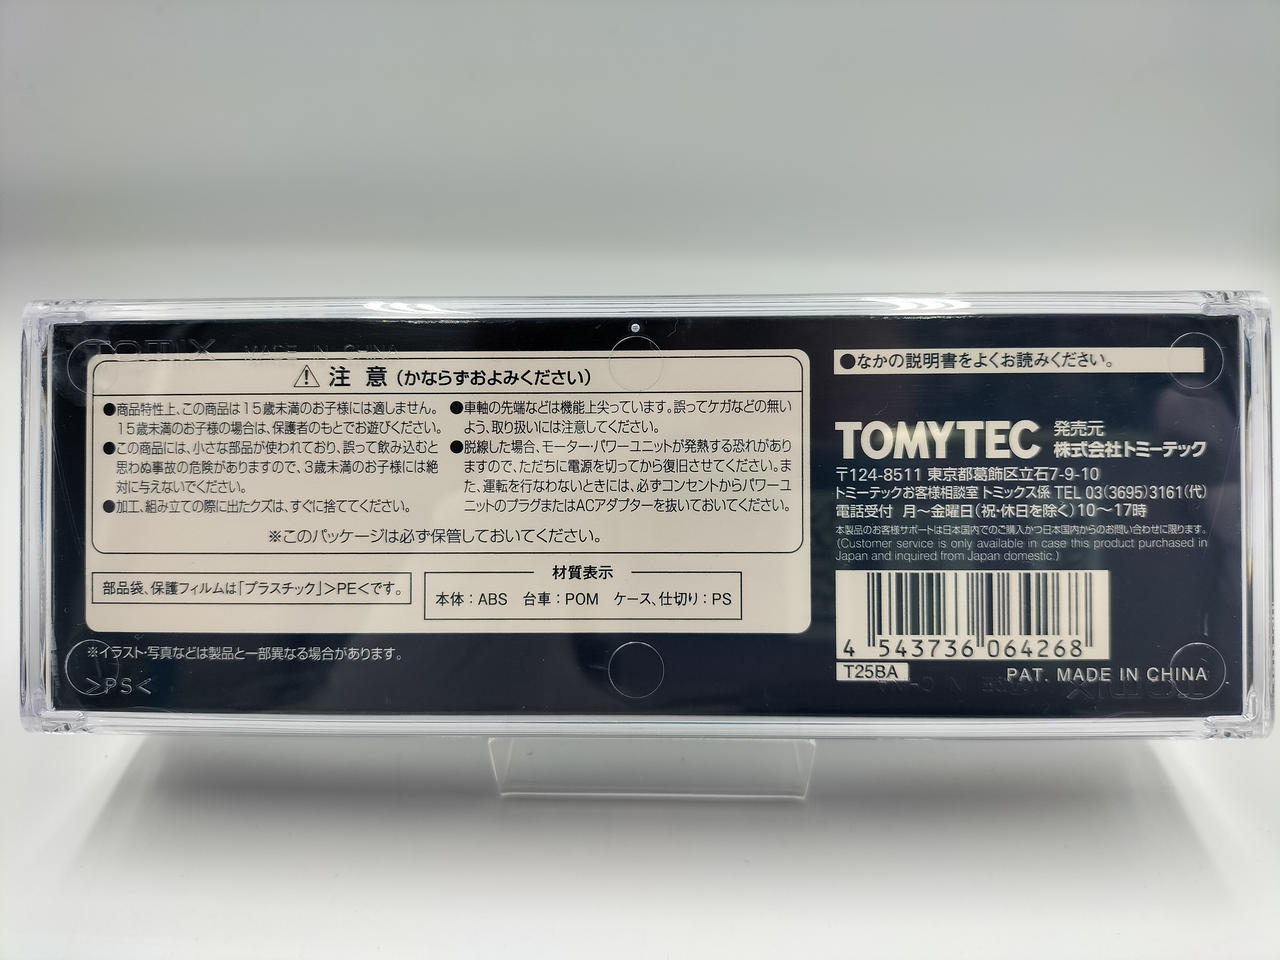 TOMIX MADE IN CHINA
⚠ 注 意 (かならずおよみください)
●商品特性上、この商品は15歳未満のお子様には適しません。
15歳未満のお子様の場合は、保護者のもとでお遊びください。
●この商品には、小さな部品が使われており、誤って飲み込むと
思わぬ事故の危険がありますので、3歳未満のお子様には絶
対に与えないでください。
●加工、組み立ての際に出たクズは、すぐに捨ててください。
●車軸の先端などは機能上尖っています。誤ってケガなどの無い
よう、取り扱いには注意してください。
●脱線した場合、モーター・パワーユニットが発熱する恐れがあり
ますので、ただちに電源を切ってから復旧させてください。ま
た、運転を行なわないときには、必ずコンセントからパワーユ
ニットのプラグまたはACアダプターを抜いておいてください。
※このパッケージは必ず保管しておいてください。
部品袋、保護フィルムは「プラスチック」>PE<です。
材質表示
本体:ABS 台車:POM ケース、仕切り:PS
※イラスト・写真などは製品と一部異なる場合があります。
>PS<
●なかの説明書をよくお読みください。
TOMYTEC 発売元
株式会社トミーテック
〒124-8511 東京都葛飾区立石7-9-10
トミーテックお客様相談室 トミックス係 TEL 03(3695)3161(代)
電話受付 月〜金曜日(祝・休日を除く)10〜17時
本製品のお客様サポートは日本国内でのご購入かつ日本国内からのお問い合わせに限ります。
(Customer service is only available in case this product purchased in
Japan and inquired from Japan domestic.)
4 543736 064268
T25BA
PAT. MADE IN CHINA